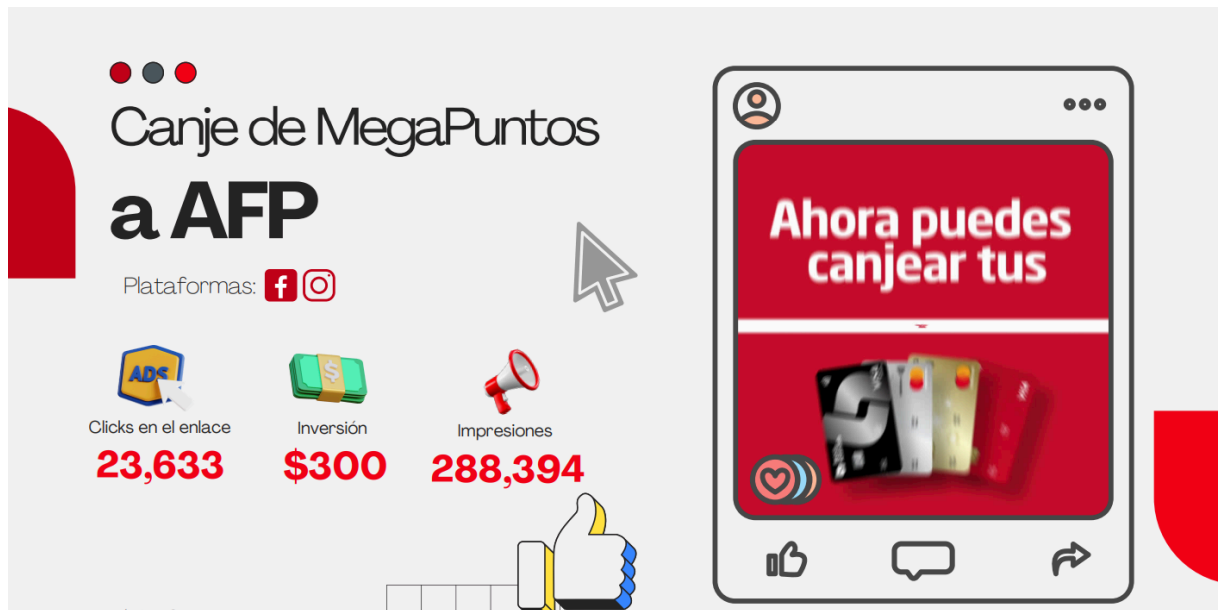 Canje de MegaPuntos
a AFP
Plataformas:
ADS
Clicks en el enlace
23,633
Inversión
$300
Impresiones
288,394
Ahora puedes
canjear tus